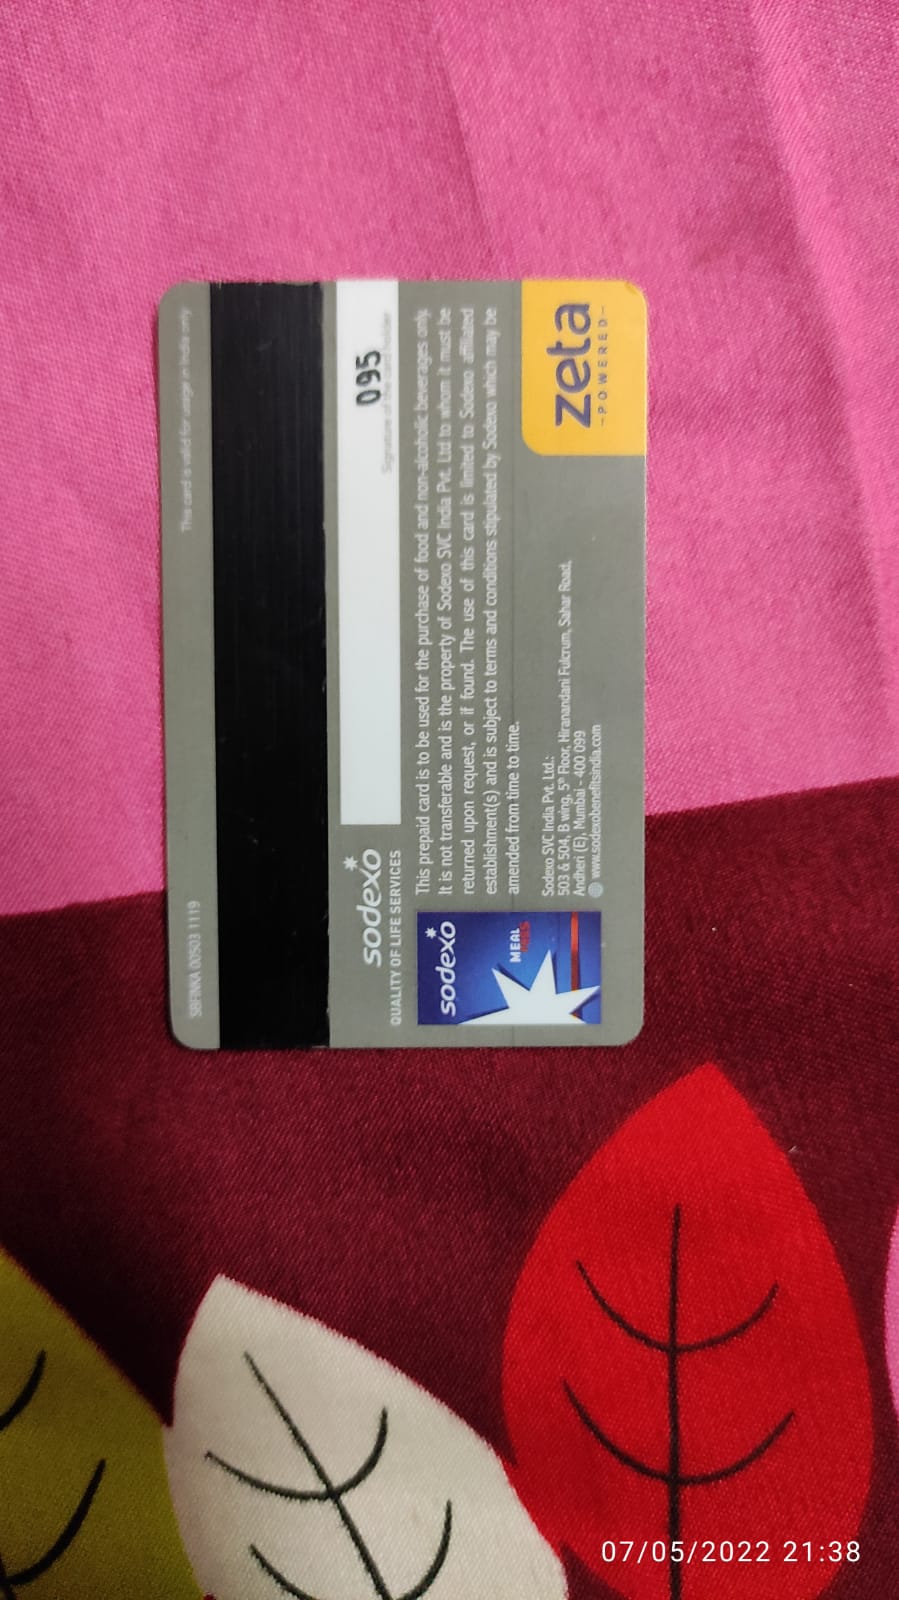 SBFINKA 00503 1119
This card is valid for usage in India only
095
Signature of the
sodexo
QUALITY OF LIFE SERVICES
This prepaid card is to be used for the purchase of food and non-alcoholic beverages only.
It is not transferable and is the property of Sodexo SVC India Pvt. Ltd to whom it must be
returned upon request, or if found. The use of this card is limited to Sodexo affiliated
establishment(s) and is subject to terms and conditions stipulated by Sodexo which may be
amended from time to time.
sodexo
MEAL
PASS
Sodexo SVC India Pvt. Ltd.:
503 & 504, B wing, 5th Floor, Hiranandani Fulcrum, Sahar Road,
Andheri (E), Mumbai - 400 099
www.sodexobenefitsindia.com
zeta
-POWERED-
07/05/2022 21:38